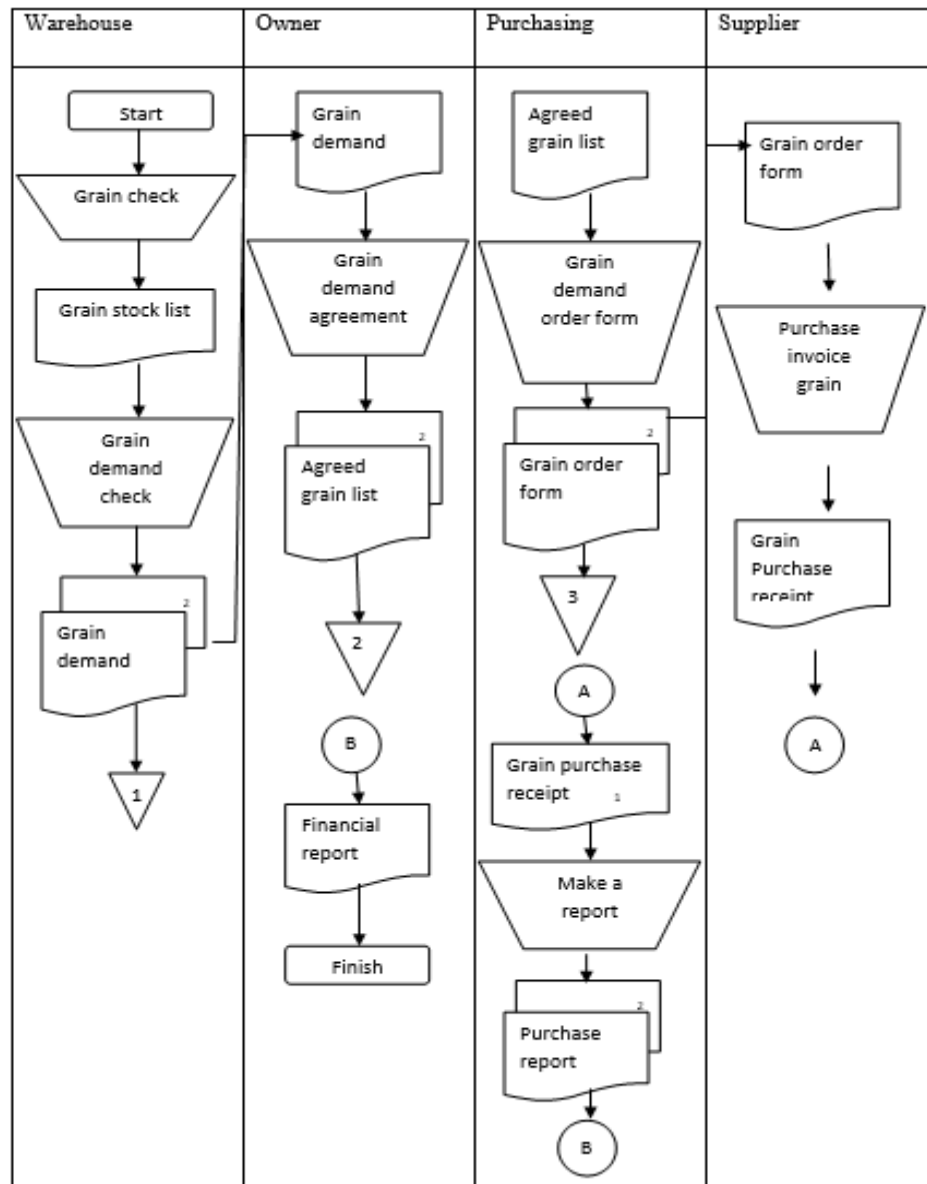 Warehouse
Owner
Purchasing
Supplier
Start
Grain check
Grain stock list
Grain
demand
check
2
Grain
demand
1
Grain
demand
Grain
demand
agreement
2
Agreed
grain list
2
B
Financial
report
Finish
Agreed
grain list
Grain
demand
order form
2
Grain order
form
3
A
Grain purchase
receipt
1
Make a
report
2
Purchase
report
B
Grain order
form
Purchase
invoice
grain
Grain
Purchase
receipt
A